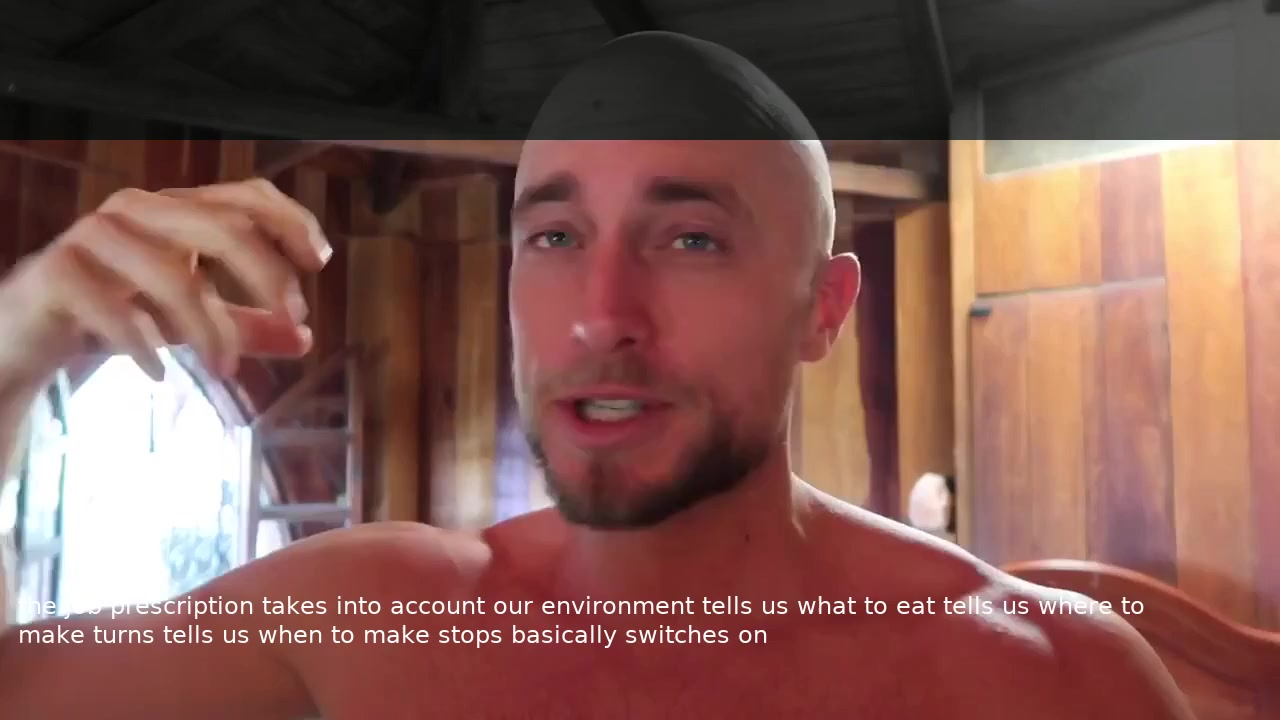 the job prescription takes into account our environment tells us what to eat tells us where to
make turns tells us when to make stops basically switches on